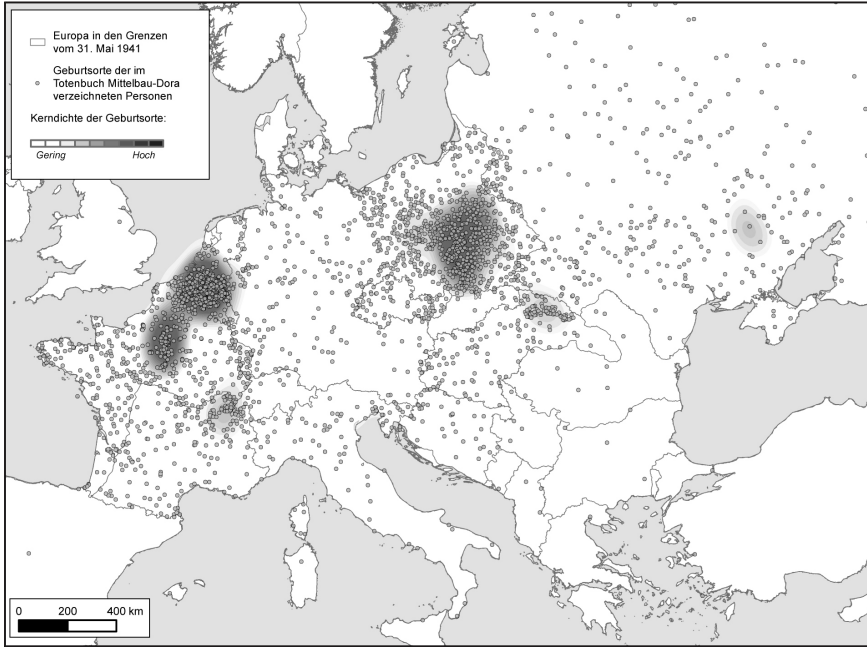 Europa in den Grenzen
vom 31. Mai 1941
Geburtsorte der im
Totenbuch Mittelbau-Dora
verzeichneten Personen
Kerndichte der Geburtsorte:
Gering Hoch
0 200 400 km